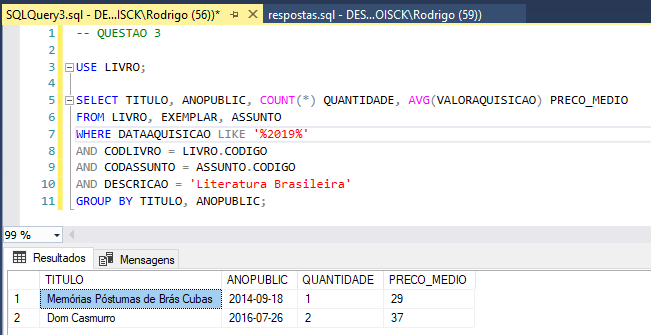 SQLQuery3.sql - DE...OISCK\Rodrigo (56))* respostas.sql - DES...OISCK\Rodrigo (59))
1 -- QUESTAO 3
2
3 USE LIVRO;
4
5 SELECT TITULO, ANOPUBLIC, COUNT(*) QUANTIDADE, AVG(VALORAQUISICAO) PRECO_MEDIO
6 FROM LIVRO, EXEMPLAR, ASSUNTO
7 WHERE DATAAQUISICAO LIKE '%2019%'
8 AND CODLIVRO = LIVRO.CODIGO
9 AND CODASSUNTO = ASSUNTO.CODIGO
10 AND DESCRICAO = 'Literatura Brasileira'
11 GROUP BY TITULO, ANOPUBLIC;
99 %
Resultados Mensagens
TITULO ANOPUBLIC QUANTIDADE PRECO_MEDIO
1 Memórias Póstumas de Brás Cubas 2014-09-18 1 29
2 Dom Casmurro 2016-07-26 2 37